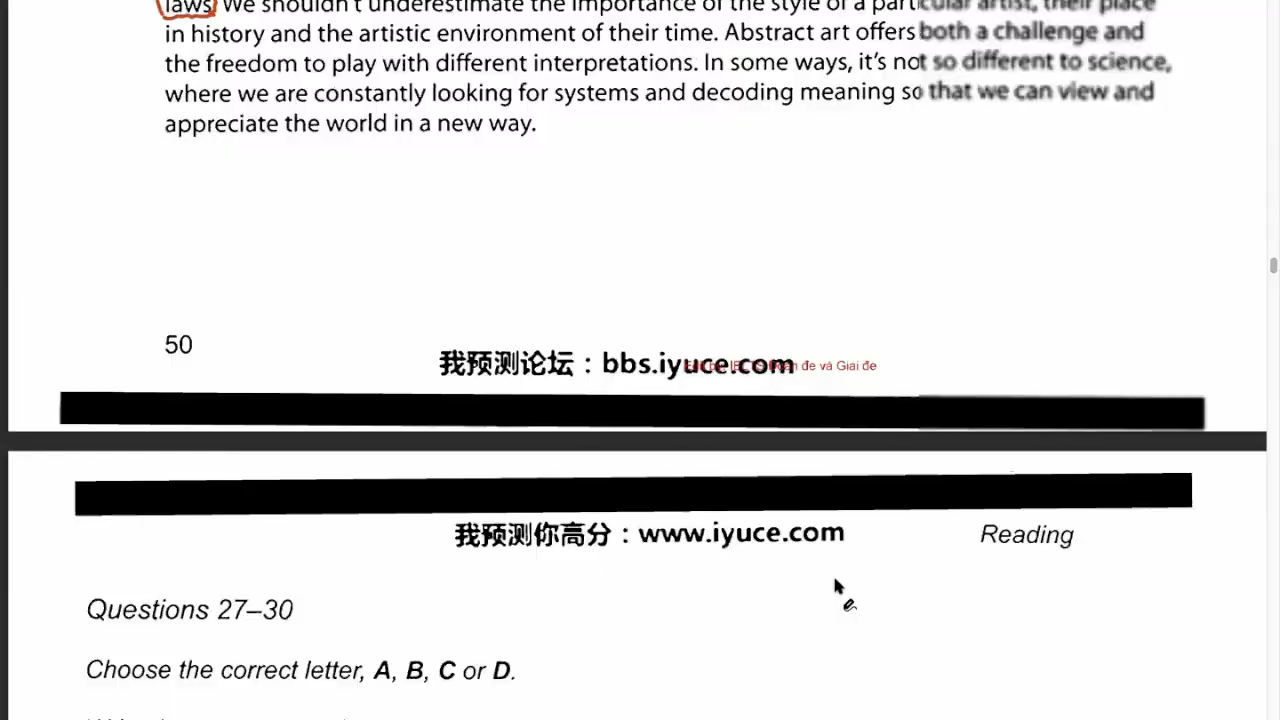 laws. We shouldn't underestimate the importance of the style of a particular artist, their place
in history and the artistic environment of their time. Abstract art offers both a challenge and
the freedom to play with different interpretations. In some ways, it's not so different to science,
where we are constantly looking for systems and decoding meaning so that we can view and
appreciate the world in a new way.
50
我预测论坛：bbs.iyuce.com
đe và Giai đe
我预测你高分：www.iyuce.com
Reading
Questions 27–30
Choose the correct letter, A, B, C or D.